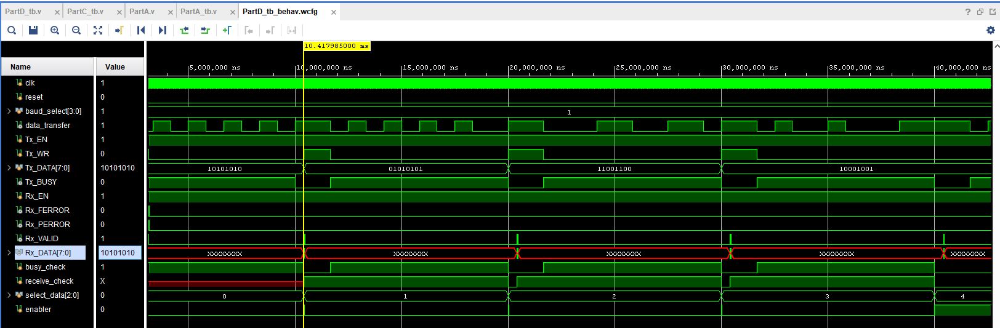 PartD_tb.v × PartC_tb.v × PartA.v × PartA_tb.v × PartD_tb_behav.wcfg ×
10.417985000 ms
5,000,000 ns 10,000,000 ns 15,000,000 ns 20,000,000 ns 25,000,000 ns 30,000,000 ns 35,000,000 ns 40,000,000 ns
Name Value
clk 1
reset 0
baud_select[3:0] 1 1
data_transfer 1
Tx_EN 1
Tx_WR 0
Tx_DATA[7:0] 10101010 10101010 01010101 11001100 10001001
Tx_BUSY 0
Rx_EN 1
Rx_FERROR 0
Rx_PERROR 0
Rx_VALID 1
Rx_DATA[7:0] 10101010 XXXXXXXX XXXXXXXX XXXXXXXX XXXXXXXX XXXXXXXX
busy_check 1
receive_check X
select_data[2:0] 0 0 1 2 3 4
enabler 0